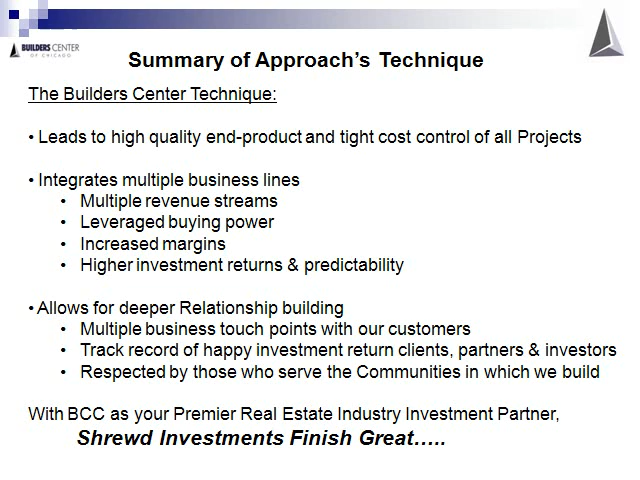 BUILDERS CENTER
OF CHICAGO
Summary of Approach’s Technique
The Builders Center Technique:
• Leads to high quality end-product and tight cost control of all Projects
• Integrates multiple business lines
• Multiple revenue streams
• Leveraged buying power
• Increased margins
• Higher investment returns & predictability
• Allows for deeper Relationship building
• Multiple business touch points with our customers
• Track record of happy investment return clients, partners & investors
• Respected by those who serve the Communities in which we build
With BCC as your Premier Real Estate Industry Investment Partner,
Shrewd Investments Finish Great…..